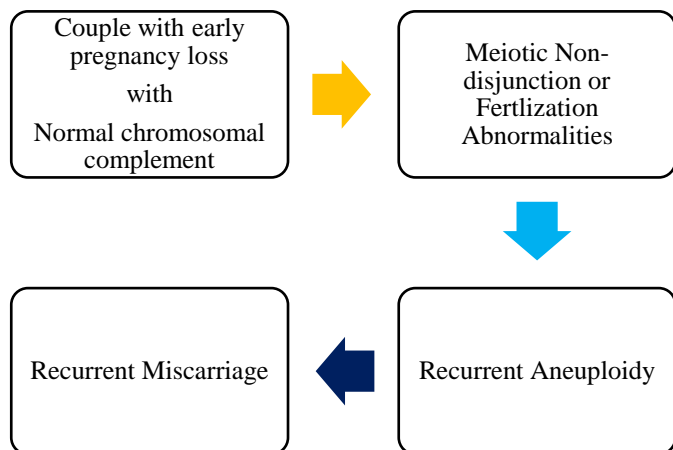 Couple with early
pregnancy loss
with
Normal chromosomal
complement
Meiotic Non-
disjunction or
Fertlization
Abnormalities
Recurrent Aneuploidy
Recurrent Miscarriage